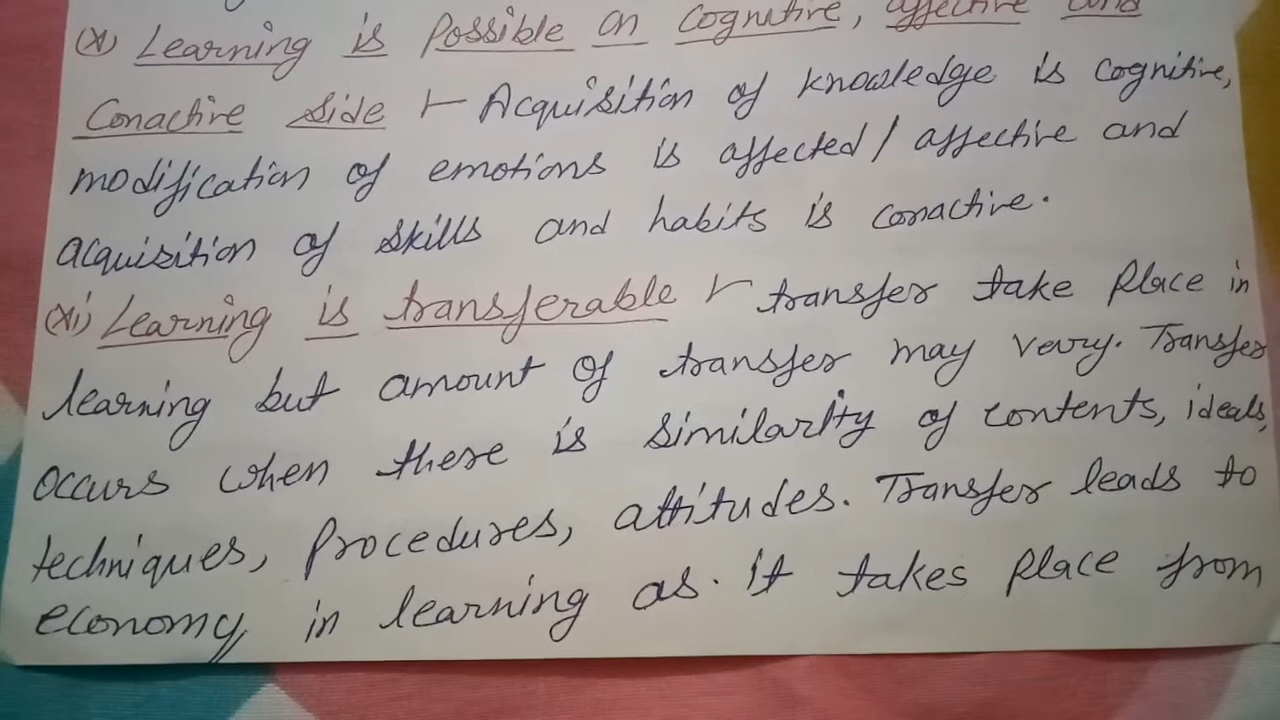 (x) Learning is Possible on Cognitive, affective and
Conactive Side :- Acquisition of knowledge is cognitive,
modification of emotions is affected / affective and
acquisition of skills and habits is conactive.
(xi) Learning is transferable :- transfer take Place in
learning but amount of transfer may veory. Transfer
occurs when there is similarity of contents, ideals,
techniques, Procedures, attitudes. Transfer leads to
economy in learning as. it takes place from